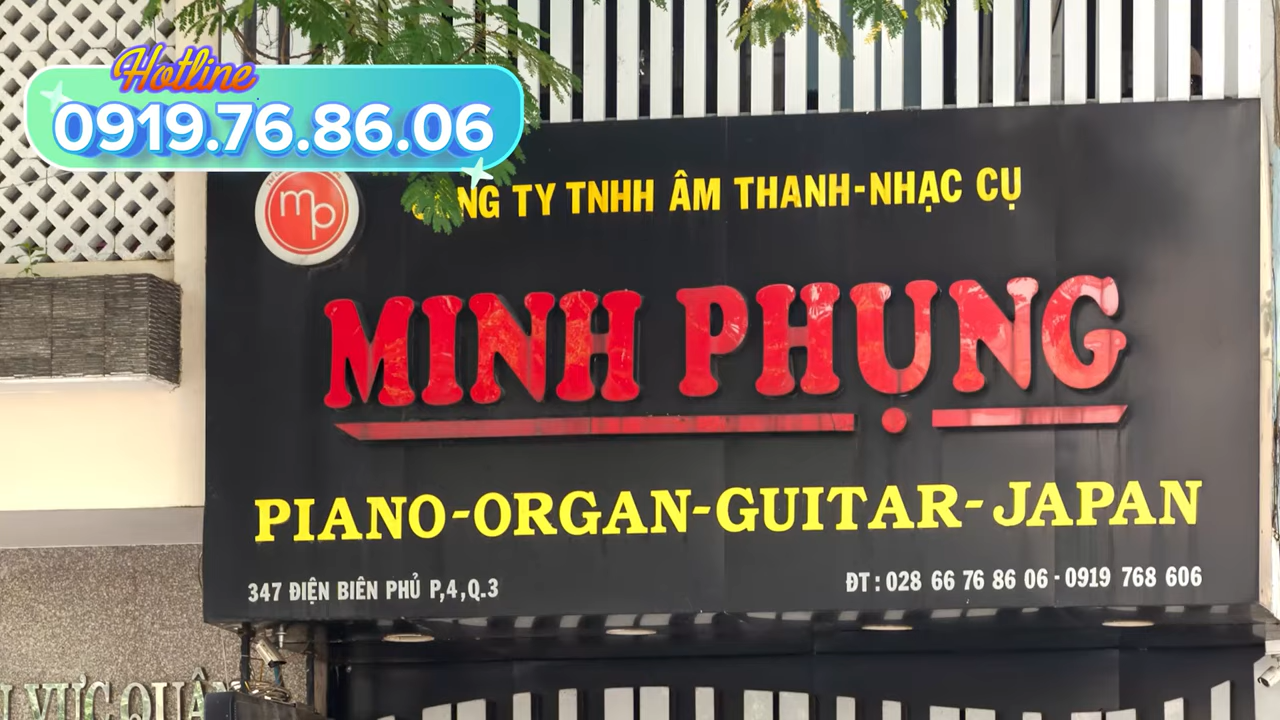 Hotline
0919.76.86.06
mp
TY TNHH ÂM THANH-NHẠC CỤ
MINH PHỤNG
PIANO-ORGAN-GUITAR-JAPAN
347 ĐIỆN BIÊN PHỦ P,4,Q.3
ĐT: 028 66 76 86 06 - 0919 768 606
VỰC